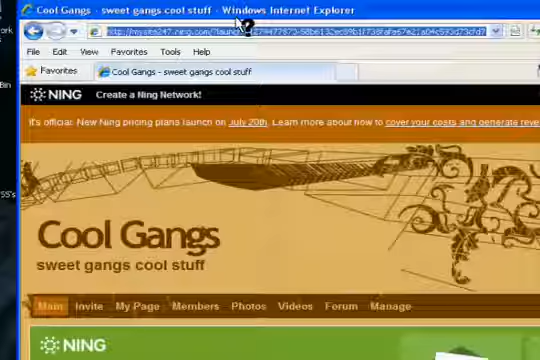 Cool Gangs - sweet gangs cool stuff - Windows Internet Explorer
File Edit View Favorites Tools Help
Favorites
Cool Gangs - sweet gangs cool stuff
Bin
NING Create a Ning Network!
It's official: New Ning pricing plans launch on July 20th. Learn more about how to cover your costs and generate reve
Cool Gangs
sweet gangs cool stuff
Main Invite My Page Members Photos Videos Forum Manage
NING